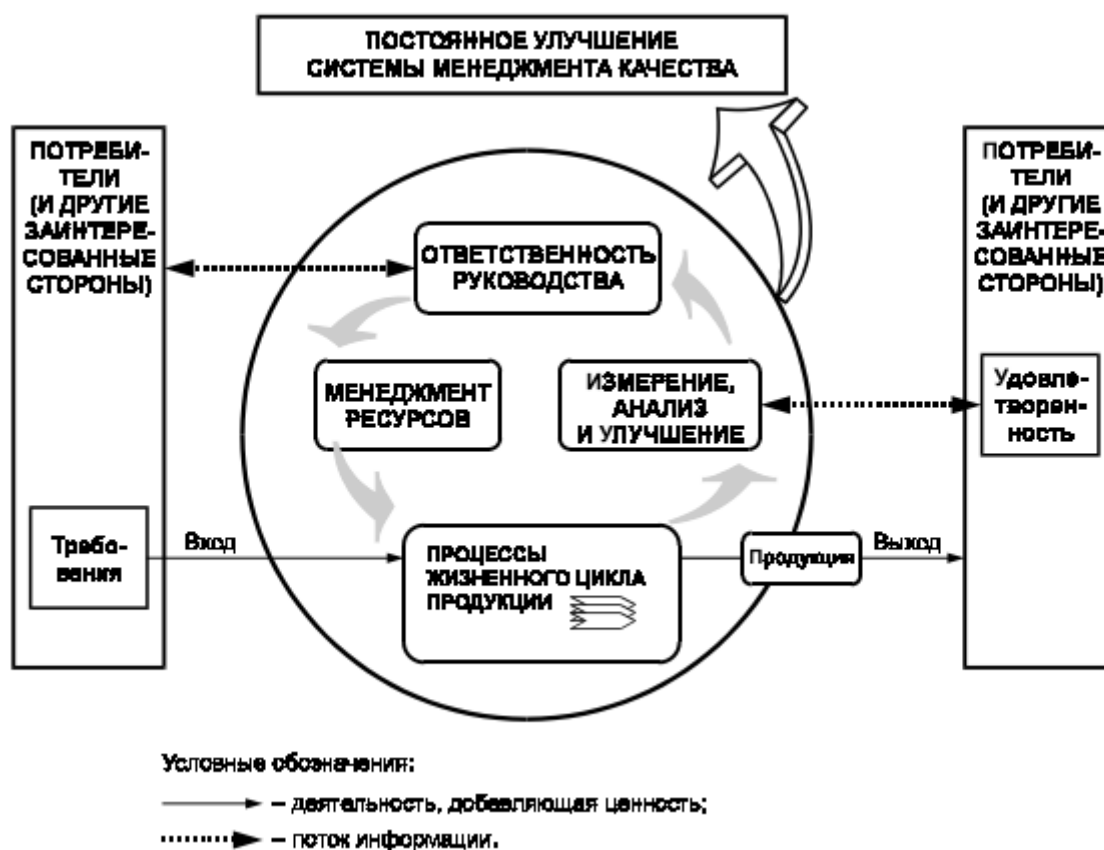 ПОСТОЯННОЕ УЛУЧШЕНИЕ
СИСТЕМЫ МЕНЕДЖМЕНТА КАЧЕСТВА
ПОТРЕБИ-
ТЕЛИ
(И ДРУГИЕ
ЗАИНТЕРЕ-
СОВАННЫЕ
СТОРОНЫ)
ПОТРЕБИ-
ТЕЛИ
(И ДРУГИЕ
ЗАИНТЕРЕ-
СОВАННЫЕ
СТОРОНЫ)
ОТВЕТСТВЕННОСТЬ
РУКОВОДСТВА
МЕНЕДЖМЕНТ
РЕСУРСОВ
ИЗМЕРЕНИЕ,
АНАЛИЗ
И УЛУЧШЕНИЕ
Удовле-
творен-
ность
Требо-
вания
Вход
ПРОЦЕССЫ
ЖИЗНЕННОГО ЦИКЛА
ПРОДУКЦИИ
Продукция
Выход
Условные обозначения:
– деятельность, добавляющая ценность;
– поток информации.